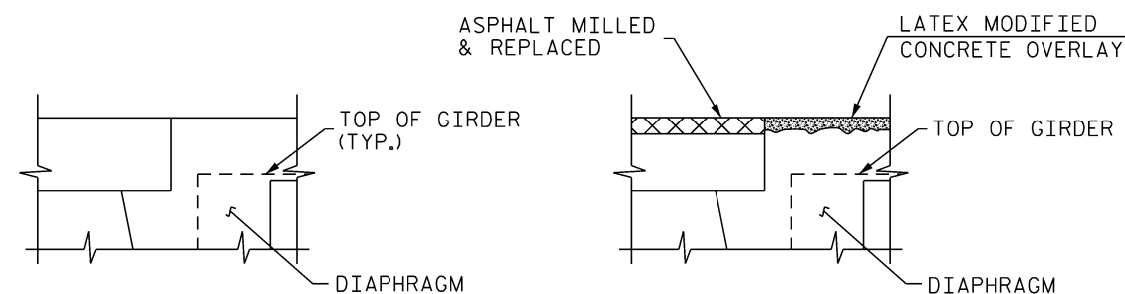 ASPHALT MILLED
& REPLACED
LATEX MODIFIED
CONCRETE OVERLAY
TOP OF GIRDER
(TYP.)
TOP OF GIRDER
DIAPHRAGM
DIAPHRAGM